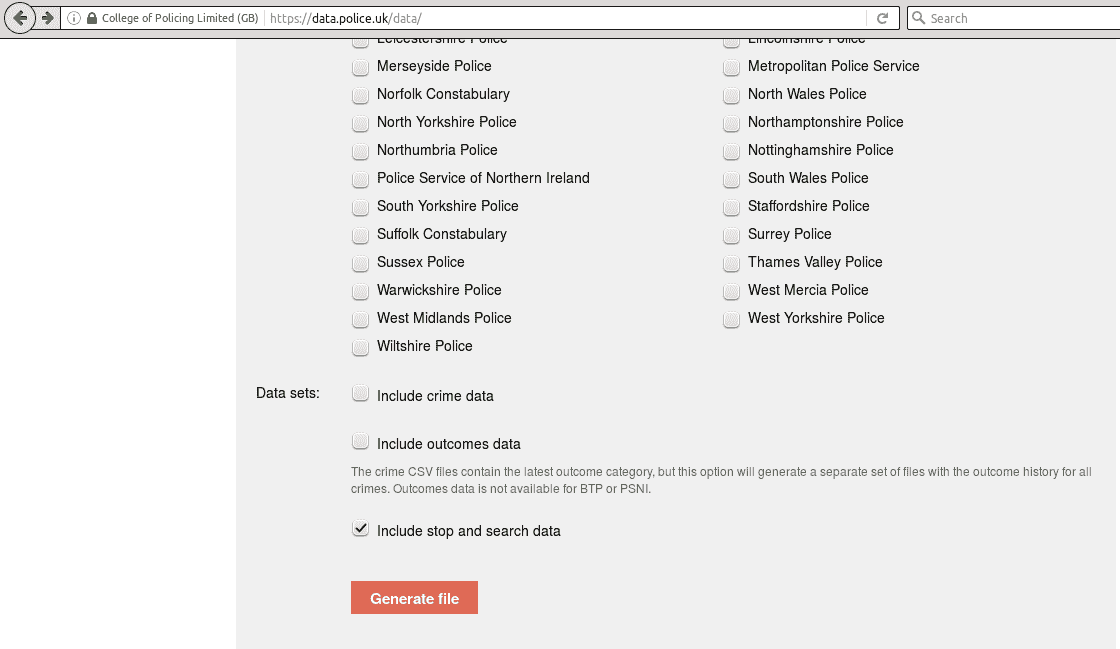 College of Policing Limited (GB) https://data.police.uk/data/ Search
Leicestershire Police Lincolnshire Police
Merseyside Police Metropolitan Police Service
Norfolk Constabulary North Wales Police
North Yorkshire Police Northamptonshire Police
Northumbria Police Nottinghamshire Police
Police Service of Northern Ireland South Wales Police
South Yorkshire Police Staffordshire Police
Suffolk Constabulary Surrey Police
Sussex Police Thames Valley Police
Warwickshire Police West Mercia Police
West Midlands Police West Yorkshire Police
Wiltshire Police
Data sets: Include crime data
Include outcomes data
The crime CSV files contain the latest outcome category, but this option will generate a separate set of files with the outcome history for all
crimes. Outcomes data is not available for BTP or PSNI.
Include stop and search data
Generate file